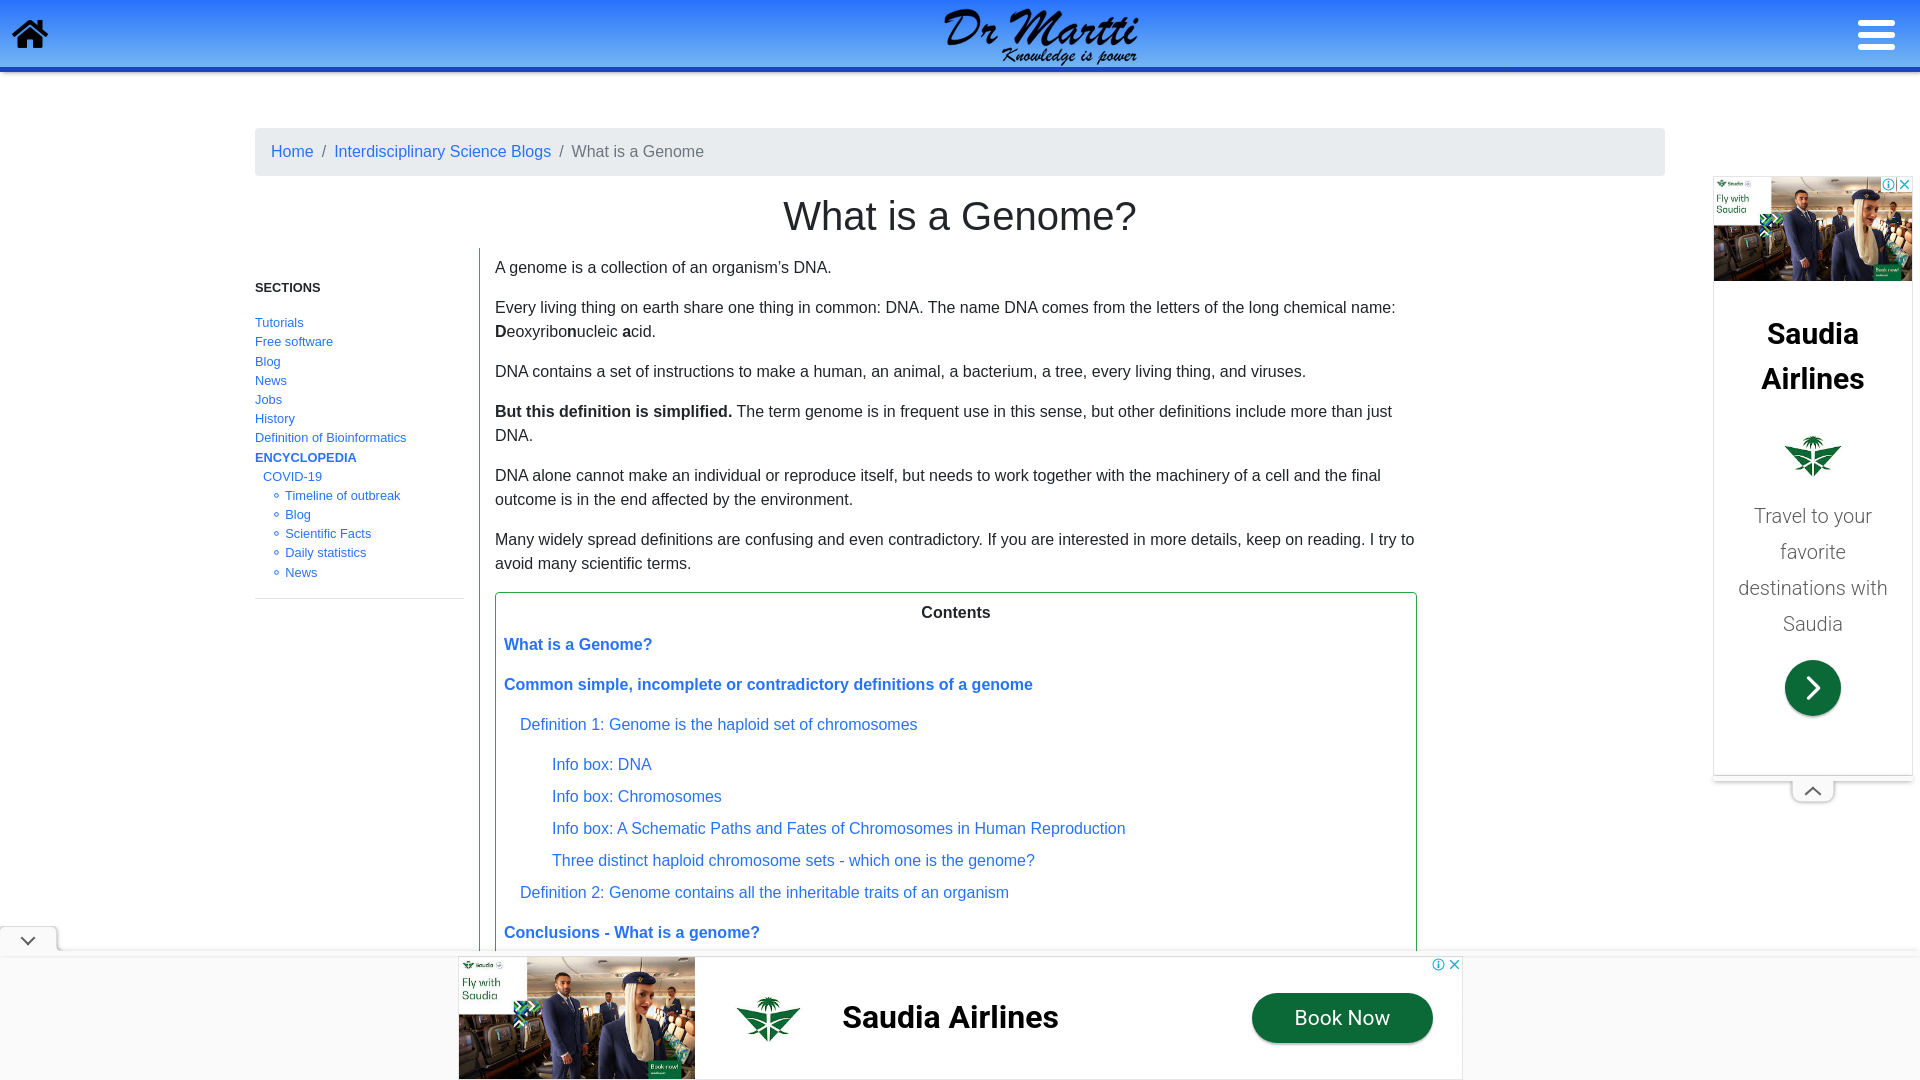 Dr Martti
Knowledge is power
Home / Interdisciplinary Science Blogs / What is a Genome
What is a Genome?
SECTIONS
Tutorials
Free software
Blog
News
Jobs
History
Definition of Bioinformatics
ENCYCLOPEDIA
COVID-19
Timeline of outbreak
Blog
Scientific Facts
Daily statistics
News
A genome is a collection of an organism’s DNA.
Every living thing on earth share one thing in common: DNA. The name DNA comes from the letters of the long chemical name:
Deoxyribonucleic acid.
DNA contains a set of instructions to make a human, an animal, a bacterium, a tree, every living thing, and viruses.
But this definition is simplified. The term genome is in frequent use in this sense, but other definitions include more than just
DNA.
DNA alone cannot make an individual or reproduce itself, but needs to work together with the machinery of a cell and the final
outcome is in the end affected by the environment.
Many widely spread definitions are confusing and even contradictory. If you are interested in more details, keep on reading. I try to
avoid many scientific terms.
Contents
What is a Genome?
Common simple, incomplete or contradictory definitions of a genome
Definition 1: Genome is the haploid set of chromosomes
Info box: DNA
Info box: Chromosomes
Info box: A Schematic Paths and Fates of Chromosomes in Human Reproduction
Three distinct haploid chromosome sets - which one is the genome?
Definition 2: Genome contains all the inheritable traits of an organism
Conclusions - What is a genome?
Saudia
Fly with
Saudia
Book now!
Saudia
Airlines
Travel to your
favorite
destinations with
Saudia
Saudia
Fly with
Saudia
Book now!
Saudia Airlines
Book Now